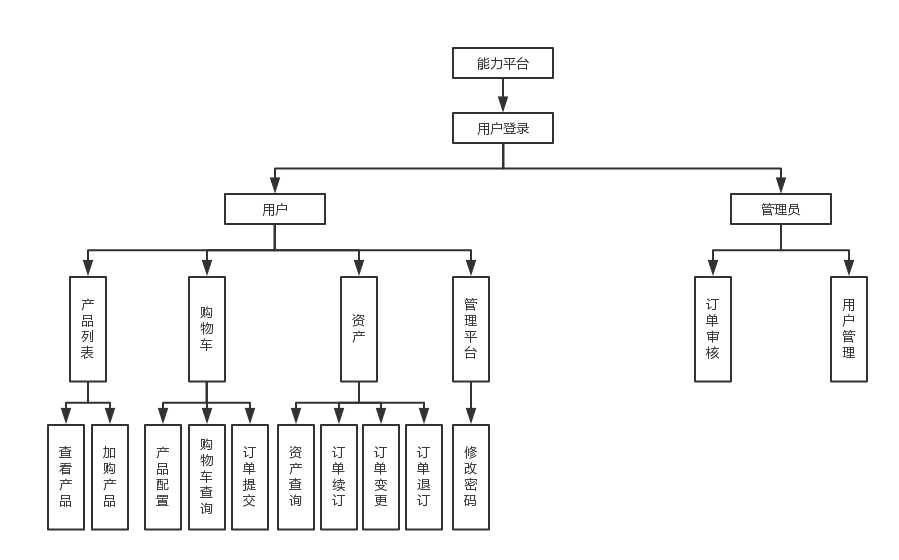 能力平台
用户登录
用户
管理员
产品列表
购物车
资产
管理平台
订单审核
用户管理
查看产品
加购产品
产品配置
购物车查询
订单提交
资产查询
订单续订
订单变更
订单退订
修改密码